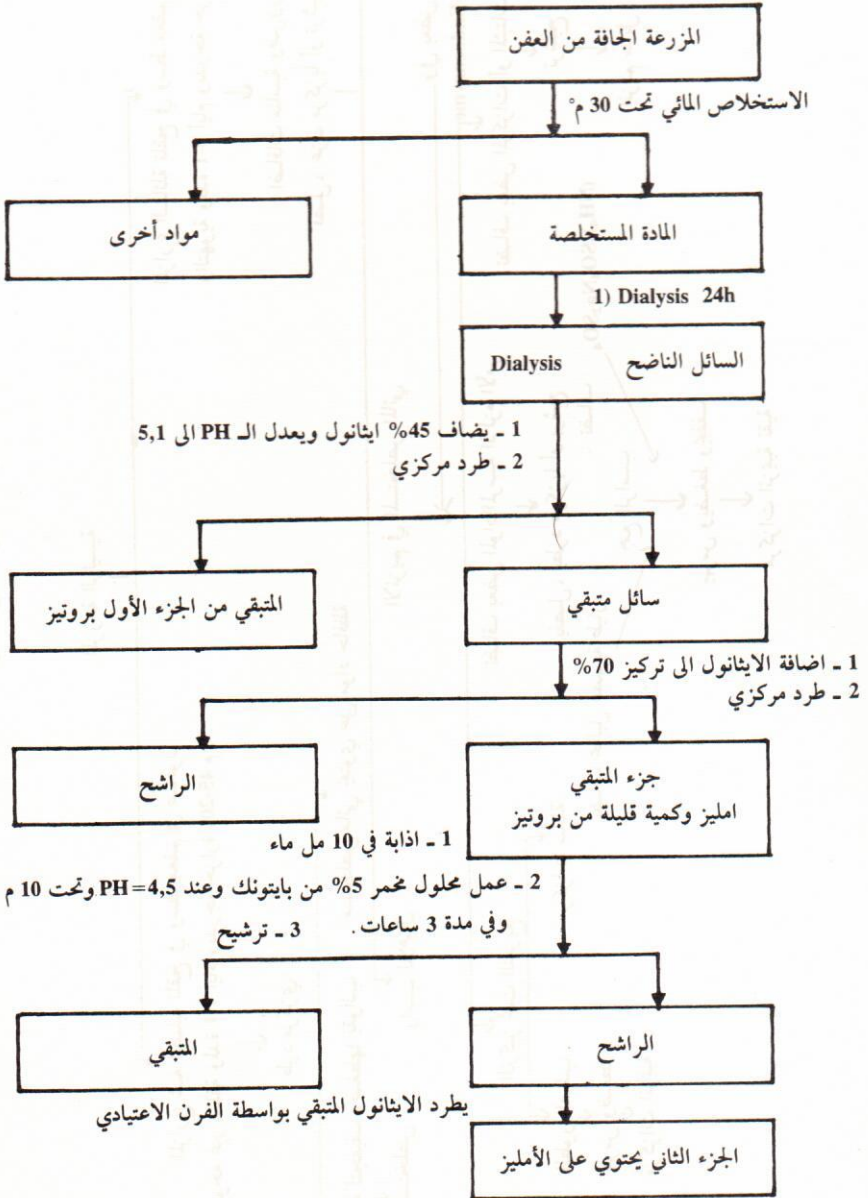 المزرعة الجافة من العفن
الاستخلاص المائي تحت 30 م°
المادة المستخلصة
مواد أخرى
1) Dialysis 24h
السائل الناضح Dialysis
1 ـ يضاف 45% ايثانول ويعدل الـ PH الى 5,1
2 ـ طرد مركزي
سائل متبقي
المتبقي من الجزء الأول بروتيز
1 ـ اضافة الايثانول الى تركيز 70%
2 ـ طرد مركزي
جزء المتبقي
امليز وكمية قليلة من بروتيز
الراشح
1 ـ اذابة في 10 مل ماء
2 ـ عمل محلول مخمر 5% من بايتونك وعند PH=4,5 وتحت 10 م
وفي مدة 3 ساعات. 3 ـ ترشيح
الراشح
المتبقي
يطرد الايثانول المتبقي بواسطة الفرن الاعتيادي
الجزء الثاني يحتوي على الأمليز